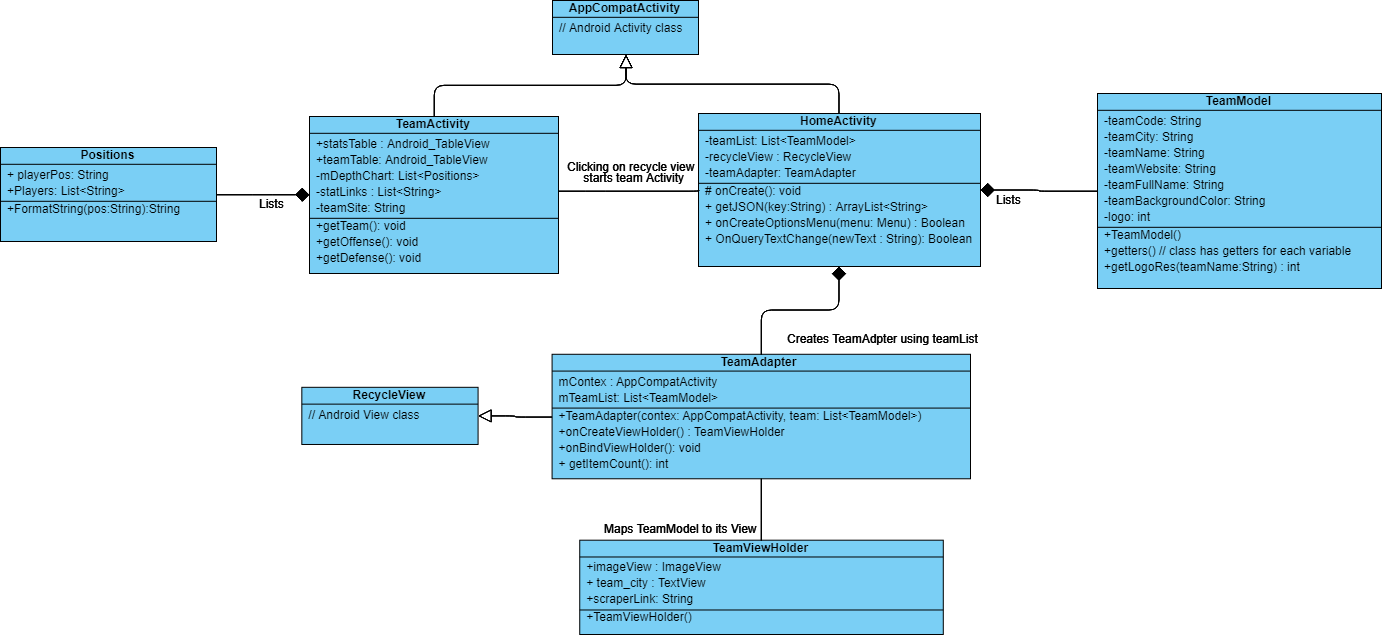 AppCompatActivity
// Android Activity class
TeamActivity
+statsTable : Android_TableView
+teamTable: Android_TableView
-mDepthChart: List<Positions>
-statLinks : List<String>
-teamSite: String
+getTeam(): void
+getOffense(): void
+getDefense(): void
HomeActivity
-teamList: List<TeamModel>
-recycleView : RecycleView
-teamAdapter: TeamAdapter
# onCreate(): void
+ getJSON(key:String) : ArrayList<String>
+ onCreateOptionsMenu(menu: Menu) : Boolean
+ OnQueryTextChange(newText : String): Boolean
TeamModel
-teamCode: String
-teamCity: String
-teamName: String
-teamWebsite: String
-teamFullName: String
-teamBackgroundColor: String
-logo: int
+TeamModel()
+getters() // class has getters for each variable
+getLogoRes(teamName:String) : int
Positions
+ playerPos: String
+Players: List<String>
+FormatString(pos:String):String
Lists
Clicking on recycle view
starts team Activity
Lists
Creates TeamAdpter using teamList
TeamAdapter
mContex : AppCompatActivity
mTeamList: List<TeamModel>
+TeamAdapter(contex: AppCompatActivity, team: List<TeamModel>)
+onCreateViewHolder() : TeamViewHolder
+onBindViewHolder(): void
+ getItemCount(): int
RecycleView
// Android View class
Maps TeamModel to its View
TeamViewHolder
+imageView : ImageView
+ team_city : TextView
+scraperLink: String
+TeamViewHolder()